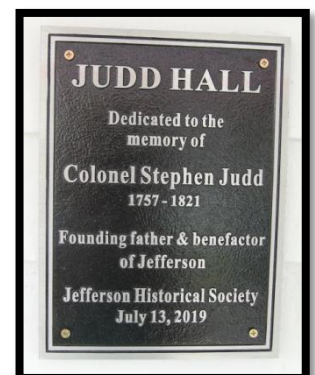 JUDD HALL
Dedicated to the
memory of
Colonel Stephen Judd
1757 - 1821
Founding father & benefactor
of Jefferson
Jefferson Historical Society
July 13, 2019